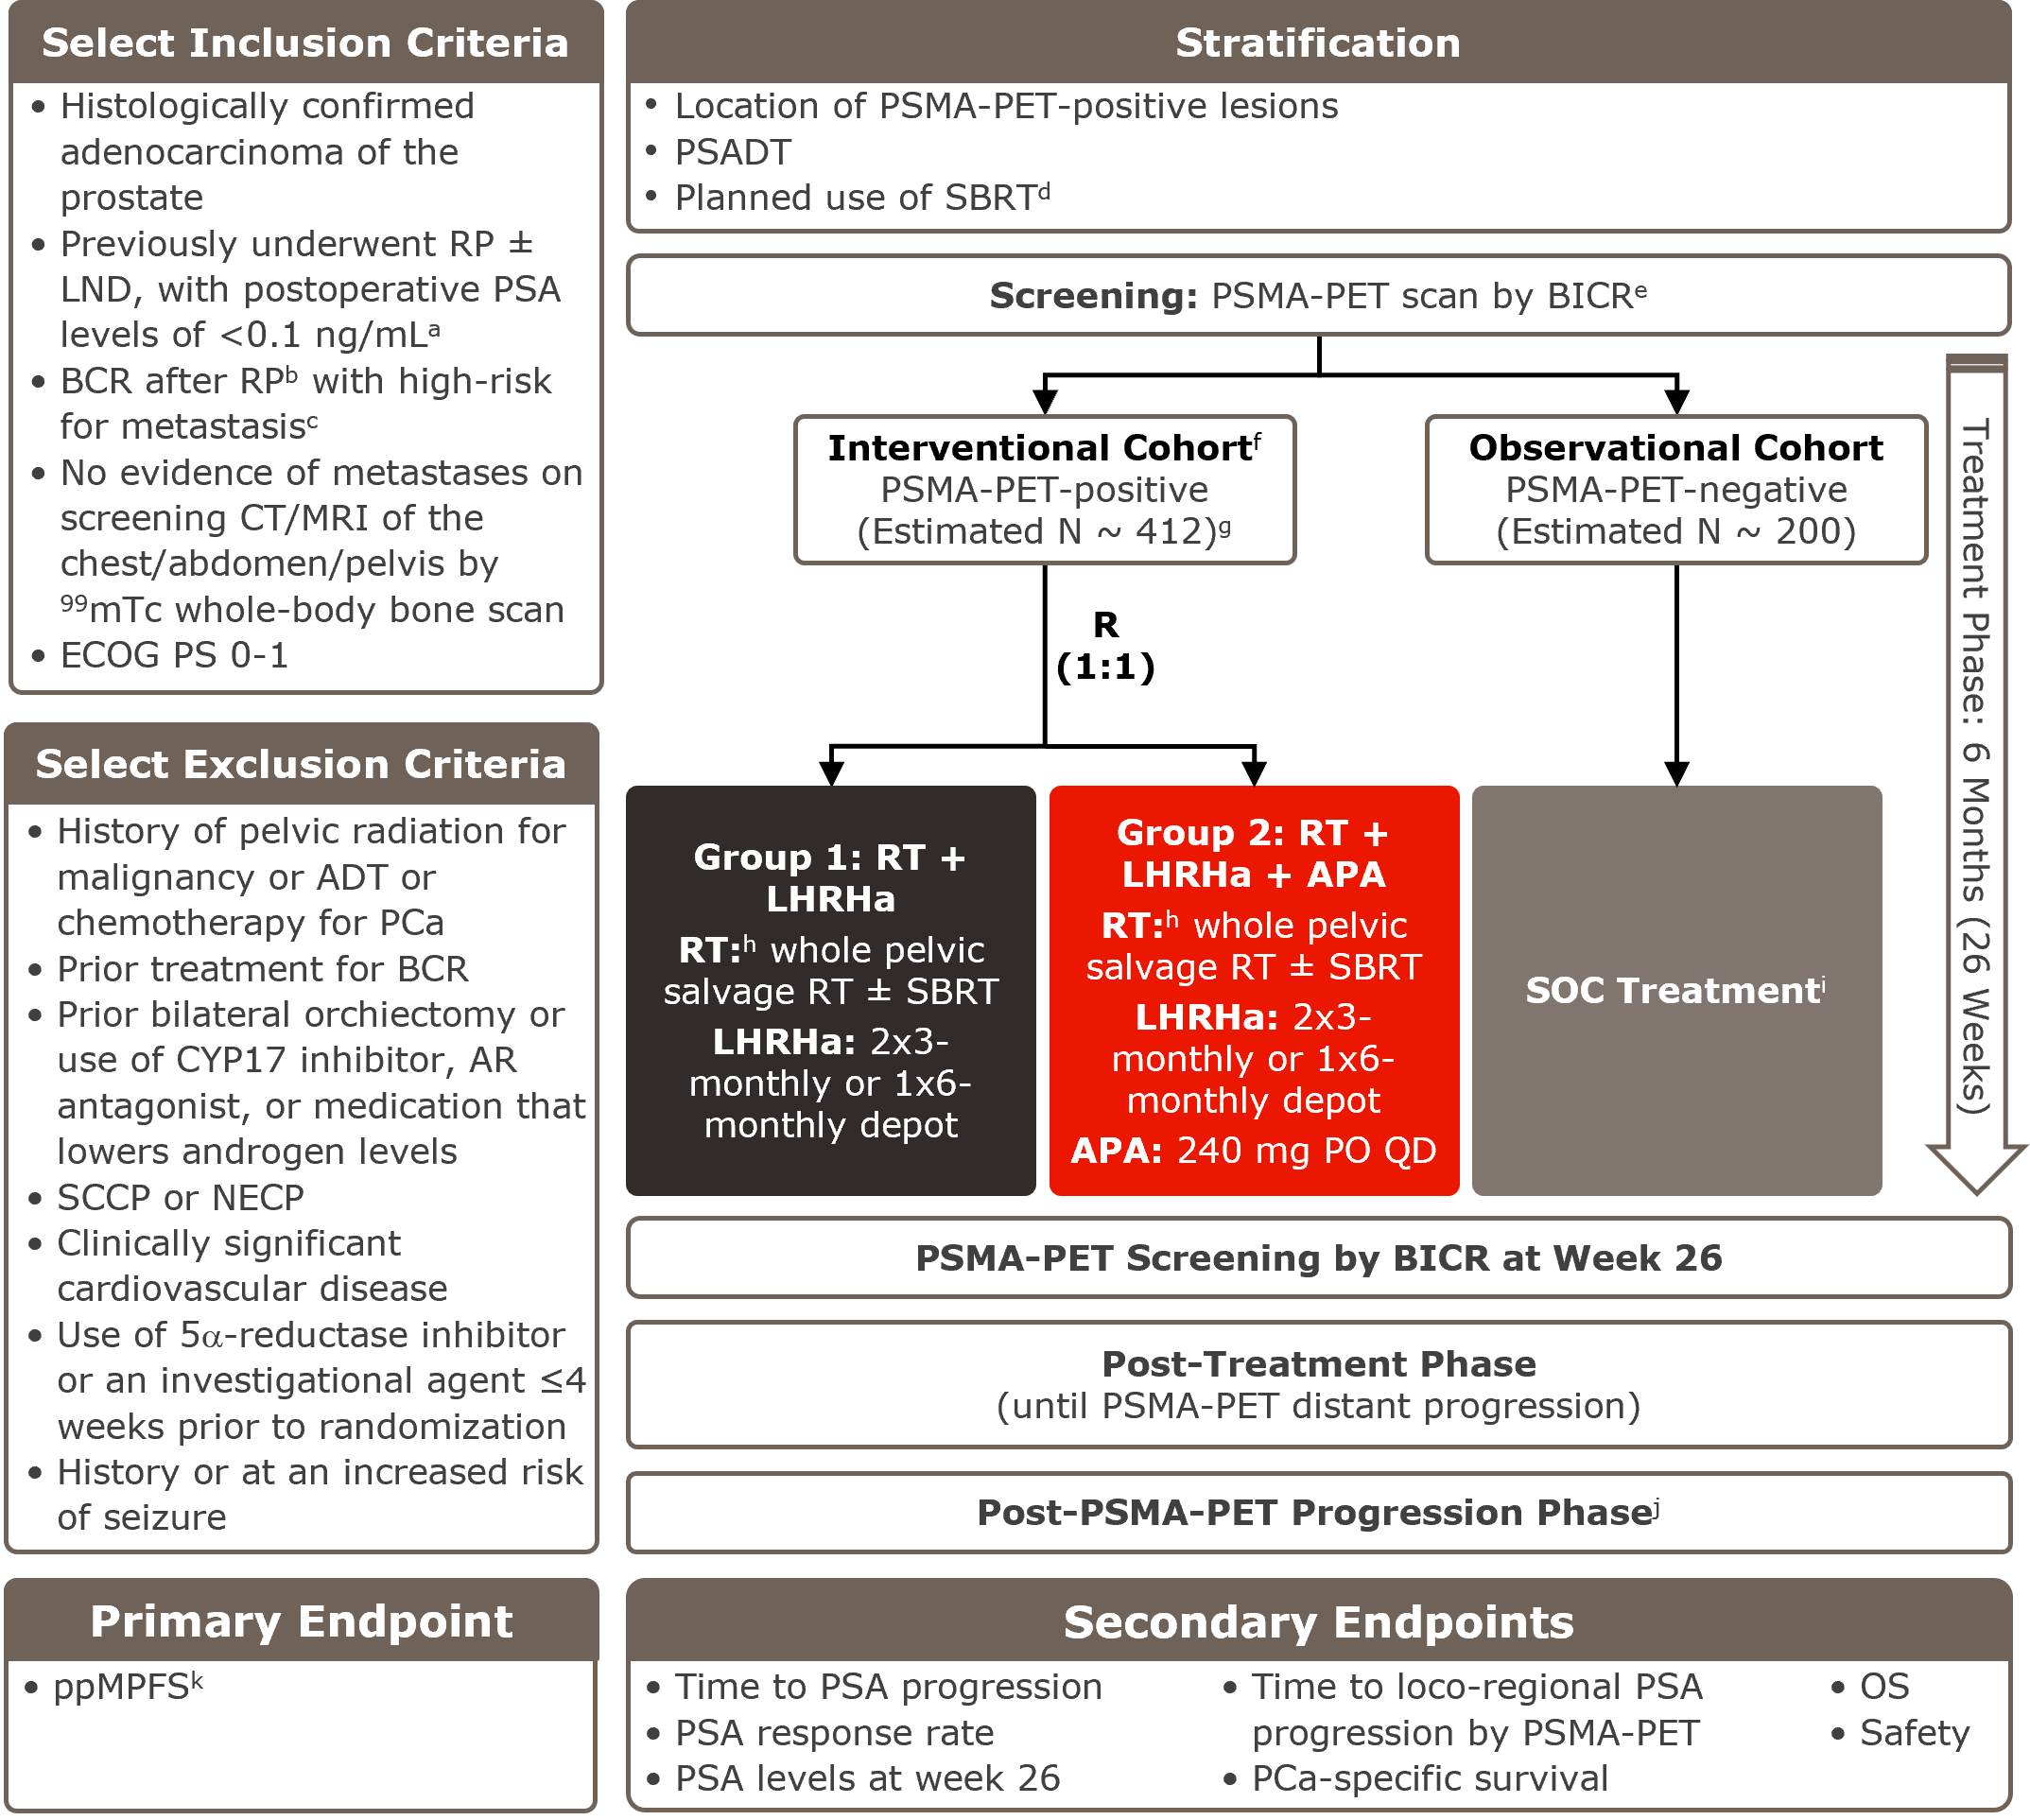 Select Inclusion Criteria
• Histologically confirmed
adenocarcinoma of the
prostate
• Previously underwent RP ±
LND, with postoperative PSA
levels of <0.1 ng/mLᵃ
• BCR after RPᵇ with high-risk
for metastasisᶜ
• No evidence of metastases on
screening CT/MRI of the
chest/abdomen/pelvis by
⁹⁹mTc whole-body bone scan
• ECOG PS 0-1
Select Exclusion Criteria
• History of pelvic radiation for
malignancy or ADT or
chemotherapy for PCa
• Prior treatment for BCR
• Prior bilateral orchiectomy or
use of CYP17 inhibitor, AR
antagonist, or medication that
lowers androgen levels
• SCCP or NECP
• Clinically significant
cardiovascular disease
• Use of 5α-reductase inhibitor
or an investigational agent ≤4
weeks prior to randomization
• History or at an increased risk
of seizure
Primary Endpoint
• ppMPFSᵏ
Stratification
• Location of PSMA-PET-positive lesions
• PSADT
• Planned use of SBRTᵈ
Screening: PSMA-PET scan by BICRᵉ
Interventional Cohortᶠ
PSMA-PET-positive
(Estimated N ~ 412)ᵍ
Observational Cohort
PSMA-PET-negative
(Estimated N ~ 200)
R
(1:1)
Group 1: RT +
LHRHa
RT:ʰ whole pelvic
salvage RT ± SBRT
LHRHa: 2x3-
monthly or 1x6-
monthly depot
Group 2: RT +
LHRHa + APA
RT:ʰ whole pelvic
salvage RT ± SBRT
LHRHa: 2x3-
monthly or 1x6-
monthly depot
APA: 240 mg PO QD
SOC Treatmentⁱ
Treatment Phase: 6 Months (26 Weeks)
PSMA-PET Screening by BICR at Week 26
Post-Treatment Phase
(until PSMA-PET distant progression)
Post-PSMA-PET Progression Phaseʲ
Secondary Endpoints
• Time to PSA progression
• PSA response rate
• PSA levels at week 26
• Time to loco-regional PSA
progression by PSMA-PET
• PCa-specific survival
• OS
• Safety